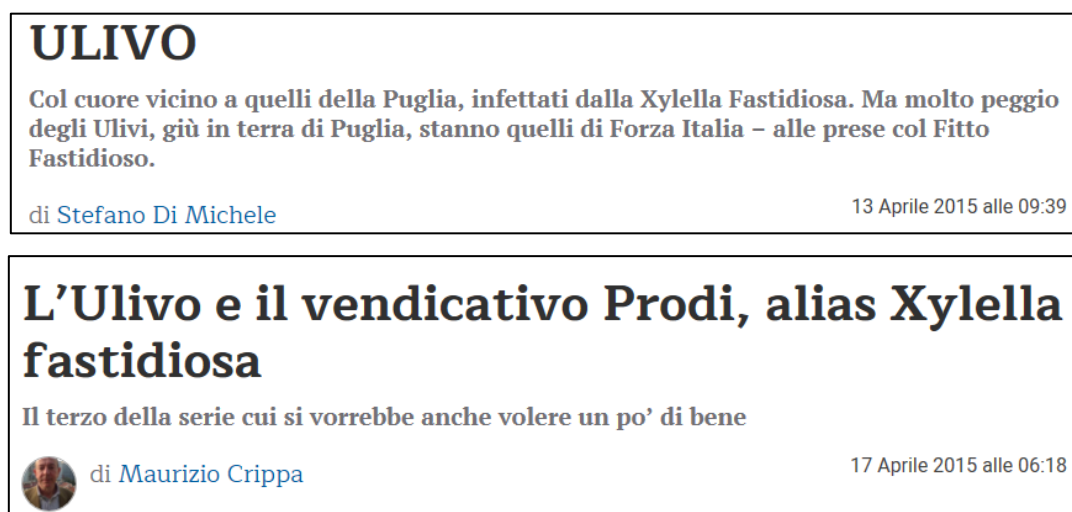 ULIVO
Col cuore vicino a quelli della Puglia, infettati dalla Xylella Fastidiosa. Ma molto peggio
degli Ulivi, giù in terra di Puglia, stanno quelli di Forza Italia – alle prese col Fitto
Fastidioso.
di Stefano Di Michele 13 Aprile 2015 alle 09:39
L’Ulivo e il vendicativo Prodi, alias Xylella
fastidiosa
Il terzo della serie cui si vorrebbe anche volere un po’ di bene
di Maurizio Crippa 17 Aprile 2015 alle 06:18